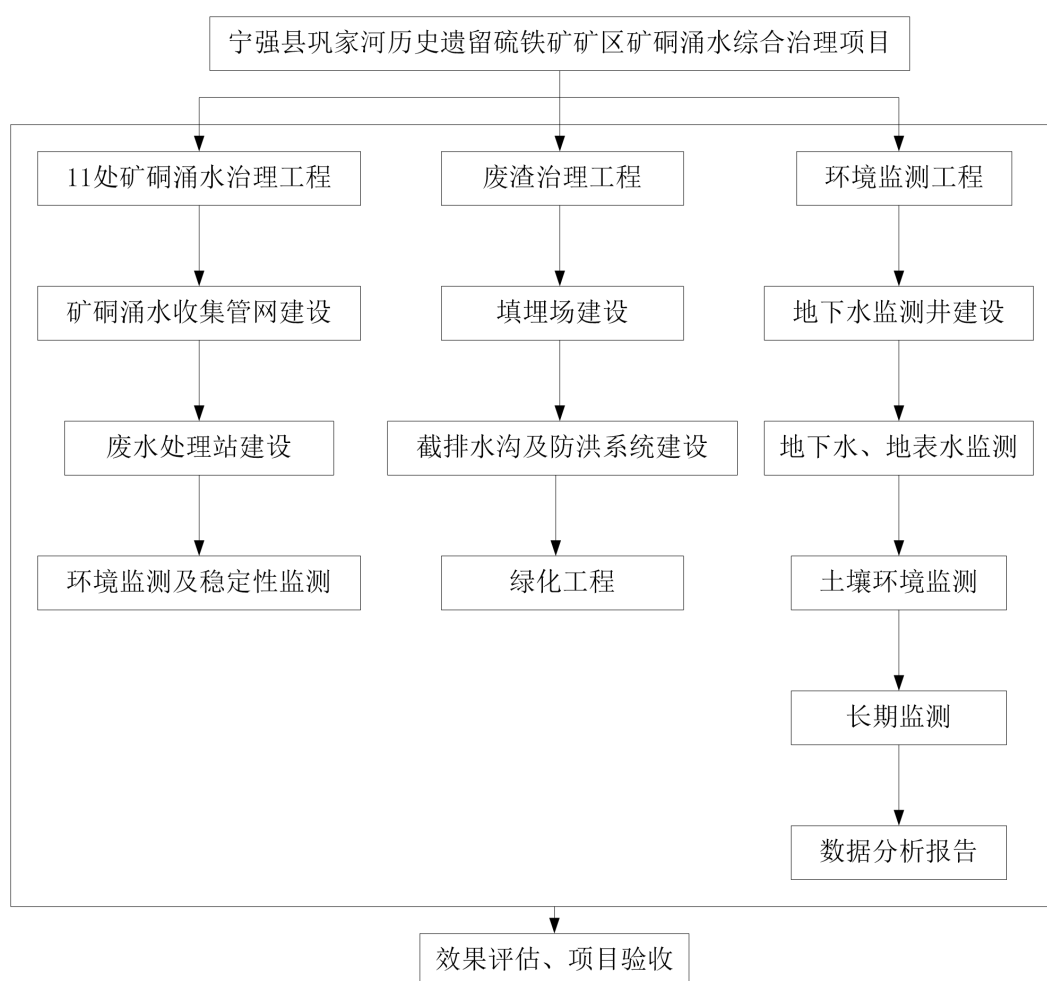 宁强县巩家河历史遗留硫铁矿矿区矿硐涌水综合治理项目
11处矿硐涌水治理工程
废渣治理工程
环境监测工程
矿硐涌水收集管网建设
填埋场建设
地下水监测井建设
废水处理站建设
截排水沟及防洪系统建设
地下水、地表水监测
环境监测及稳定性监测
绿化工程
土壤环境监测
长期监测
数据分析报告
效果评估、项目验收